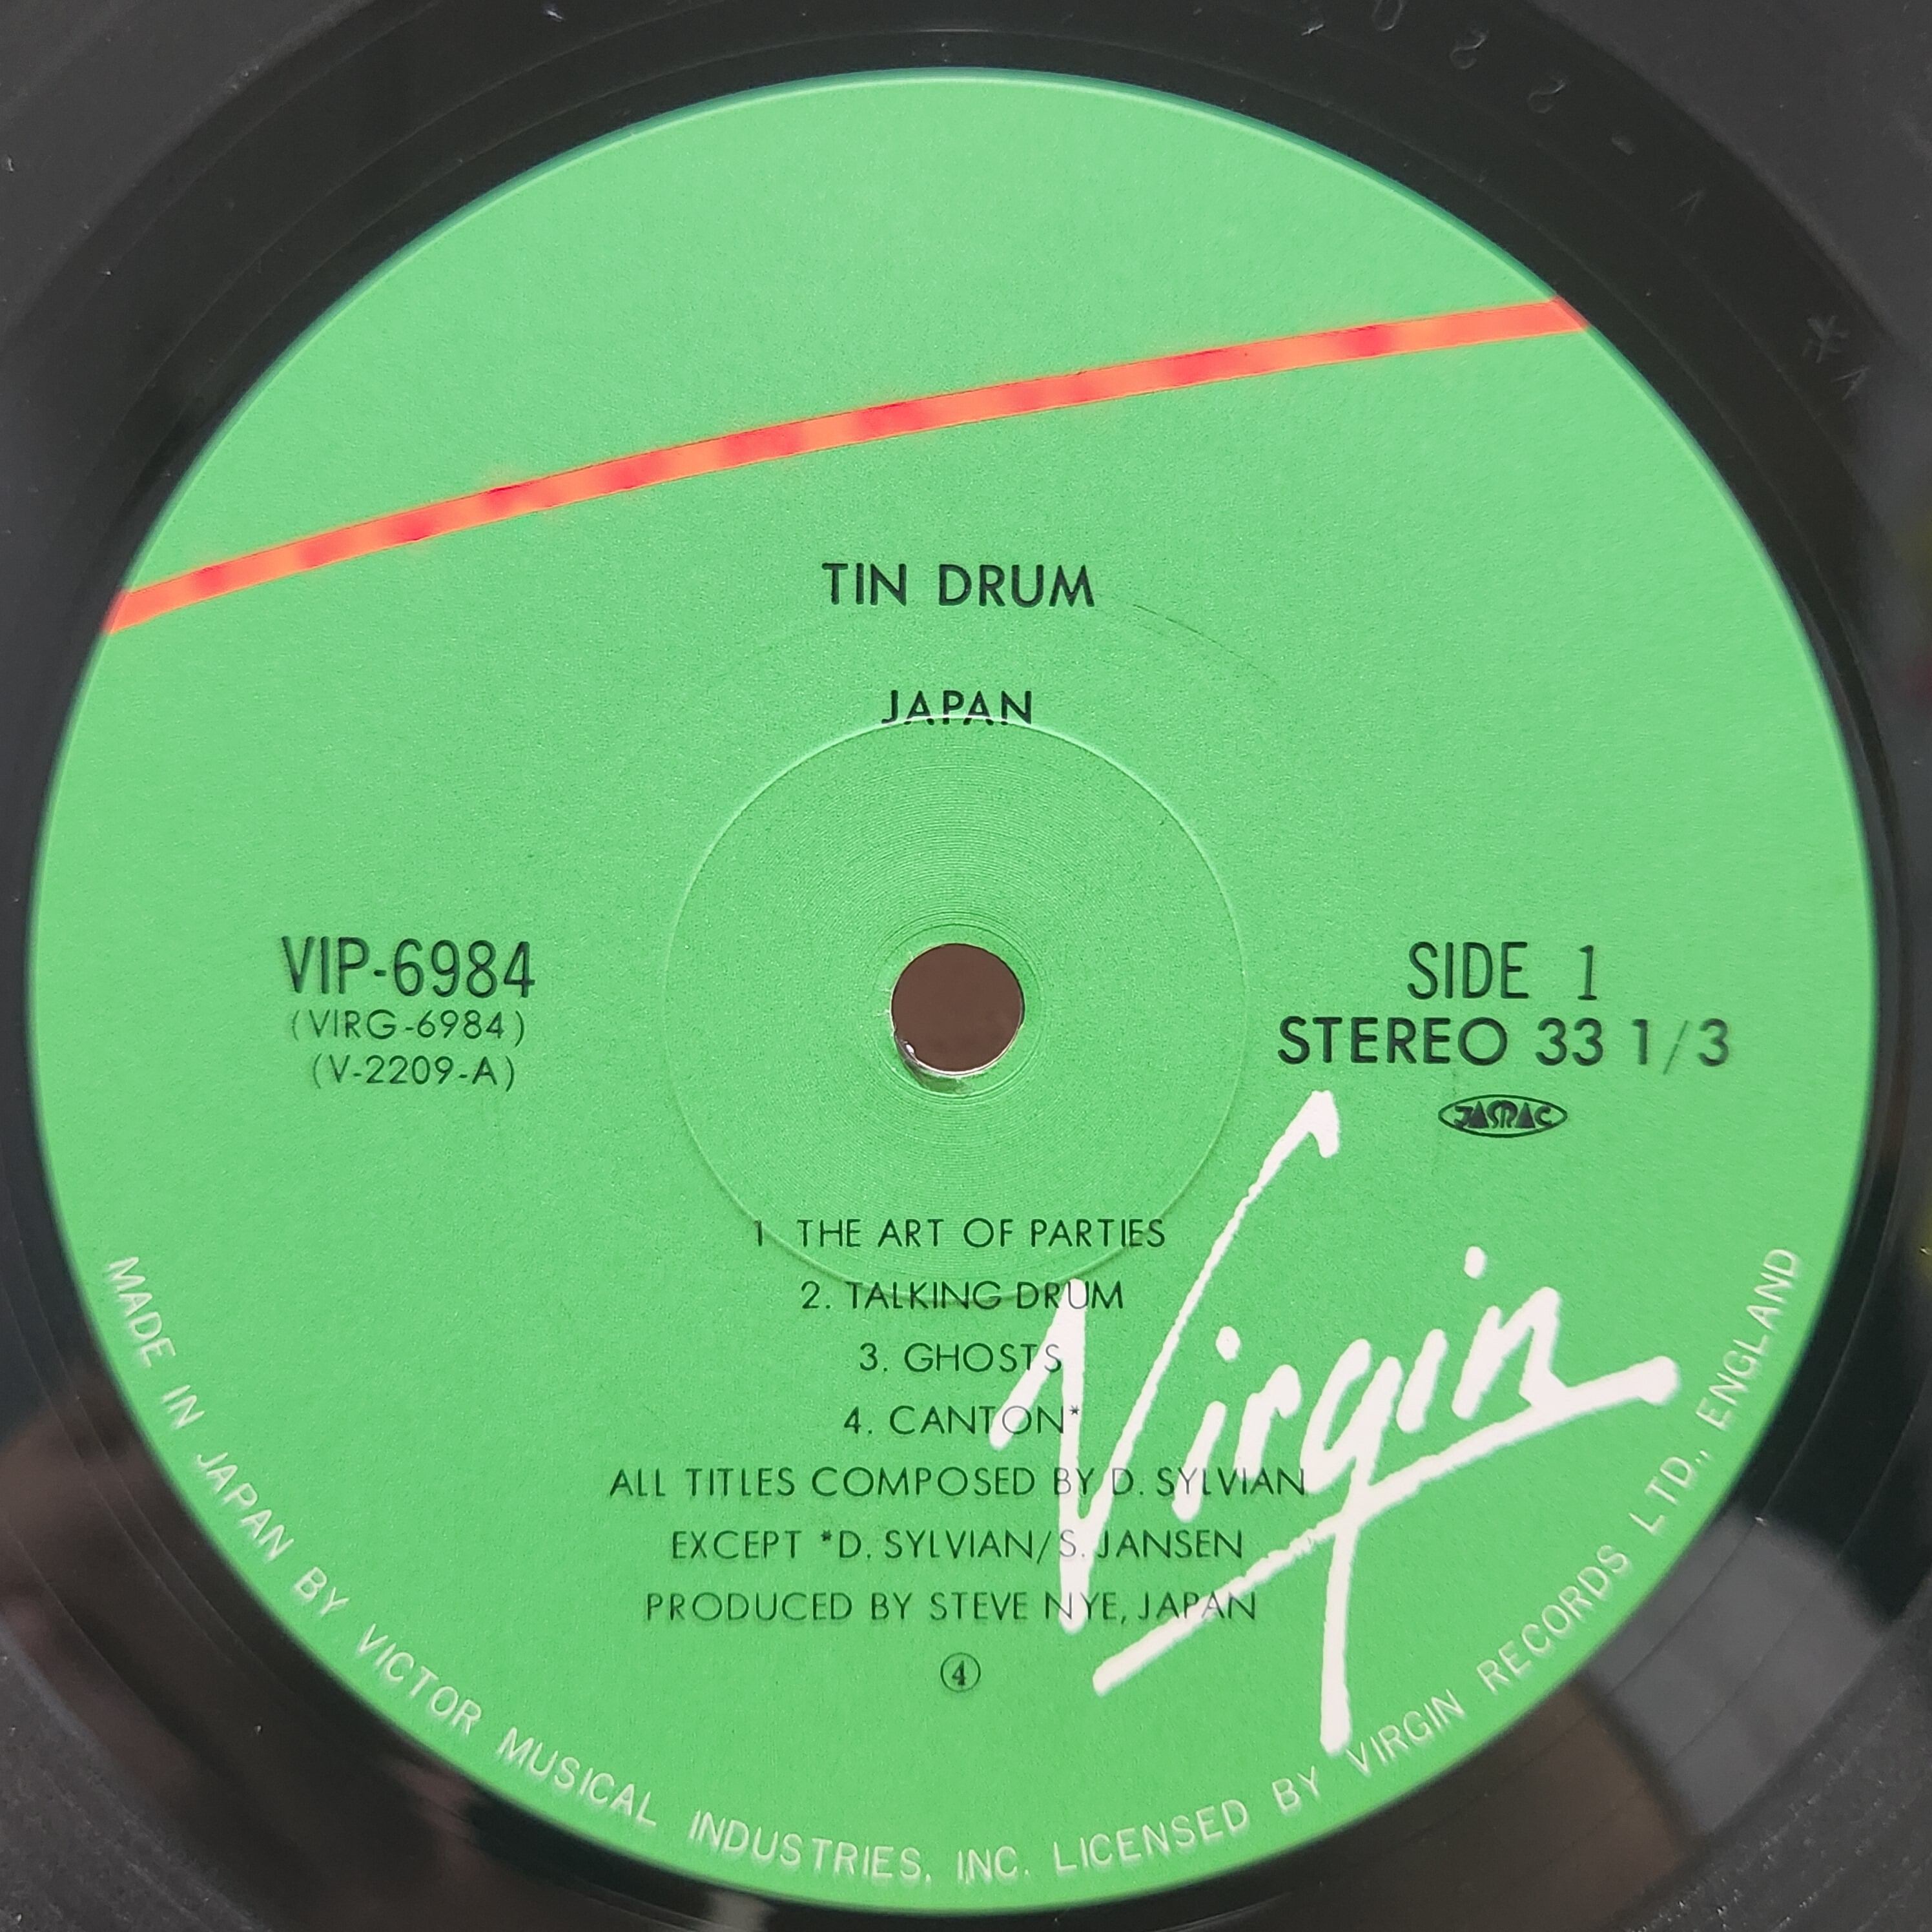 TIN DRUM
JAPAN
VIP-6984
(VIRG-6984)
(V-2209-A)
SIDE 1
STEREO 33 1/3
JASRAC
1 THE ART OF PARTIES
2. TALKING DRUM
3. GHOSTS
4. CANTON*
ALL TITLES COMPOSED BY D. SYLVIAN
EXCEPT *D. SYLVIAN/S. JANSEN
PRODUCED BY STEVE NYE, JAPAN
④
Virgin
MADE IN JAPAN BY VICTOR MUSICAL INDUSTRIES, INC. LICENSED BY VIRGIN RECORDS LTD., ENGLAND